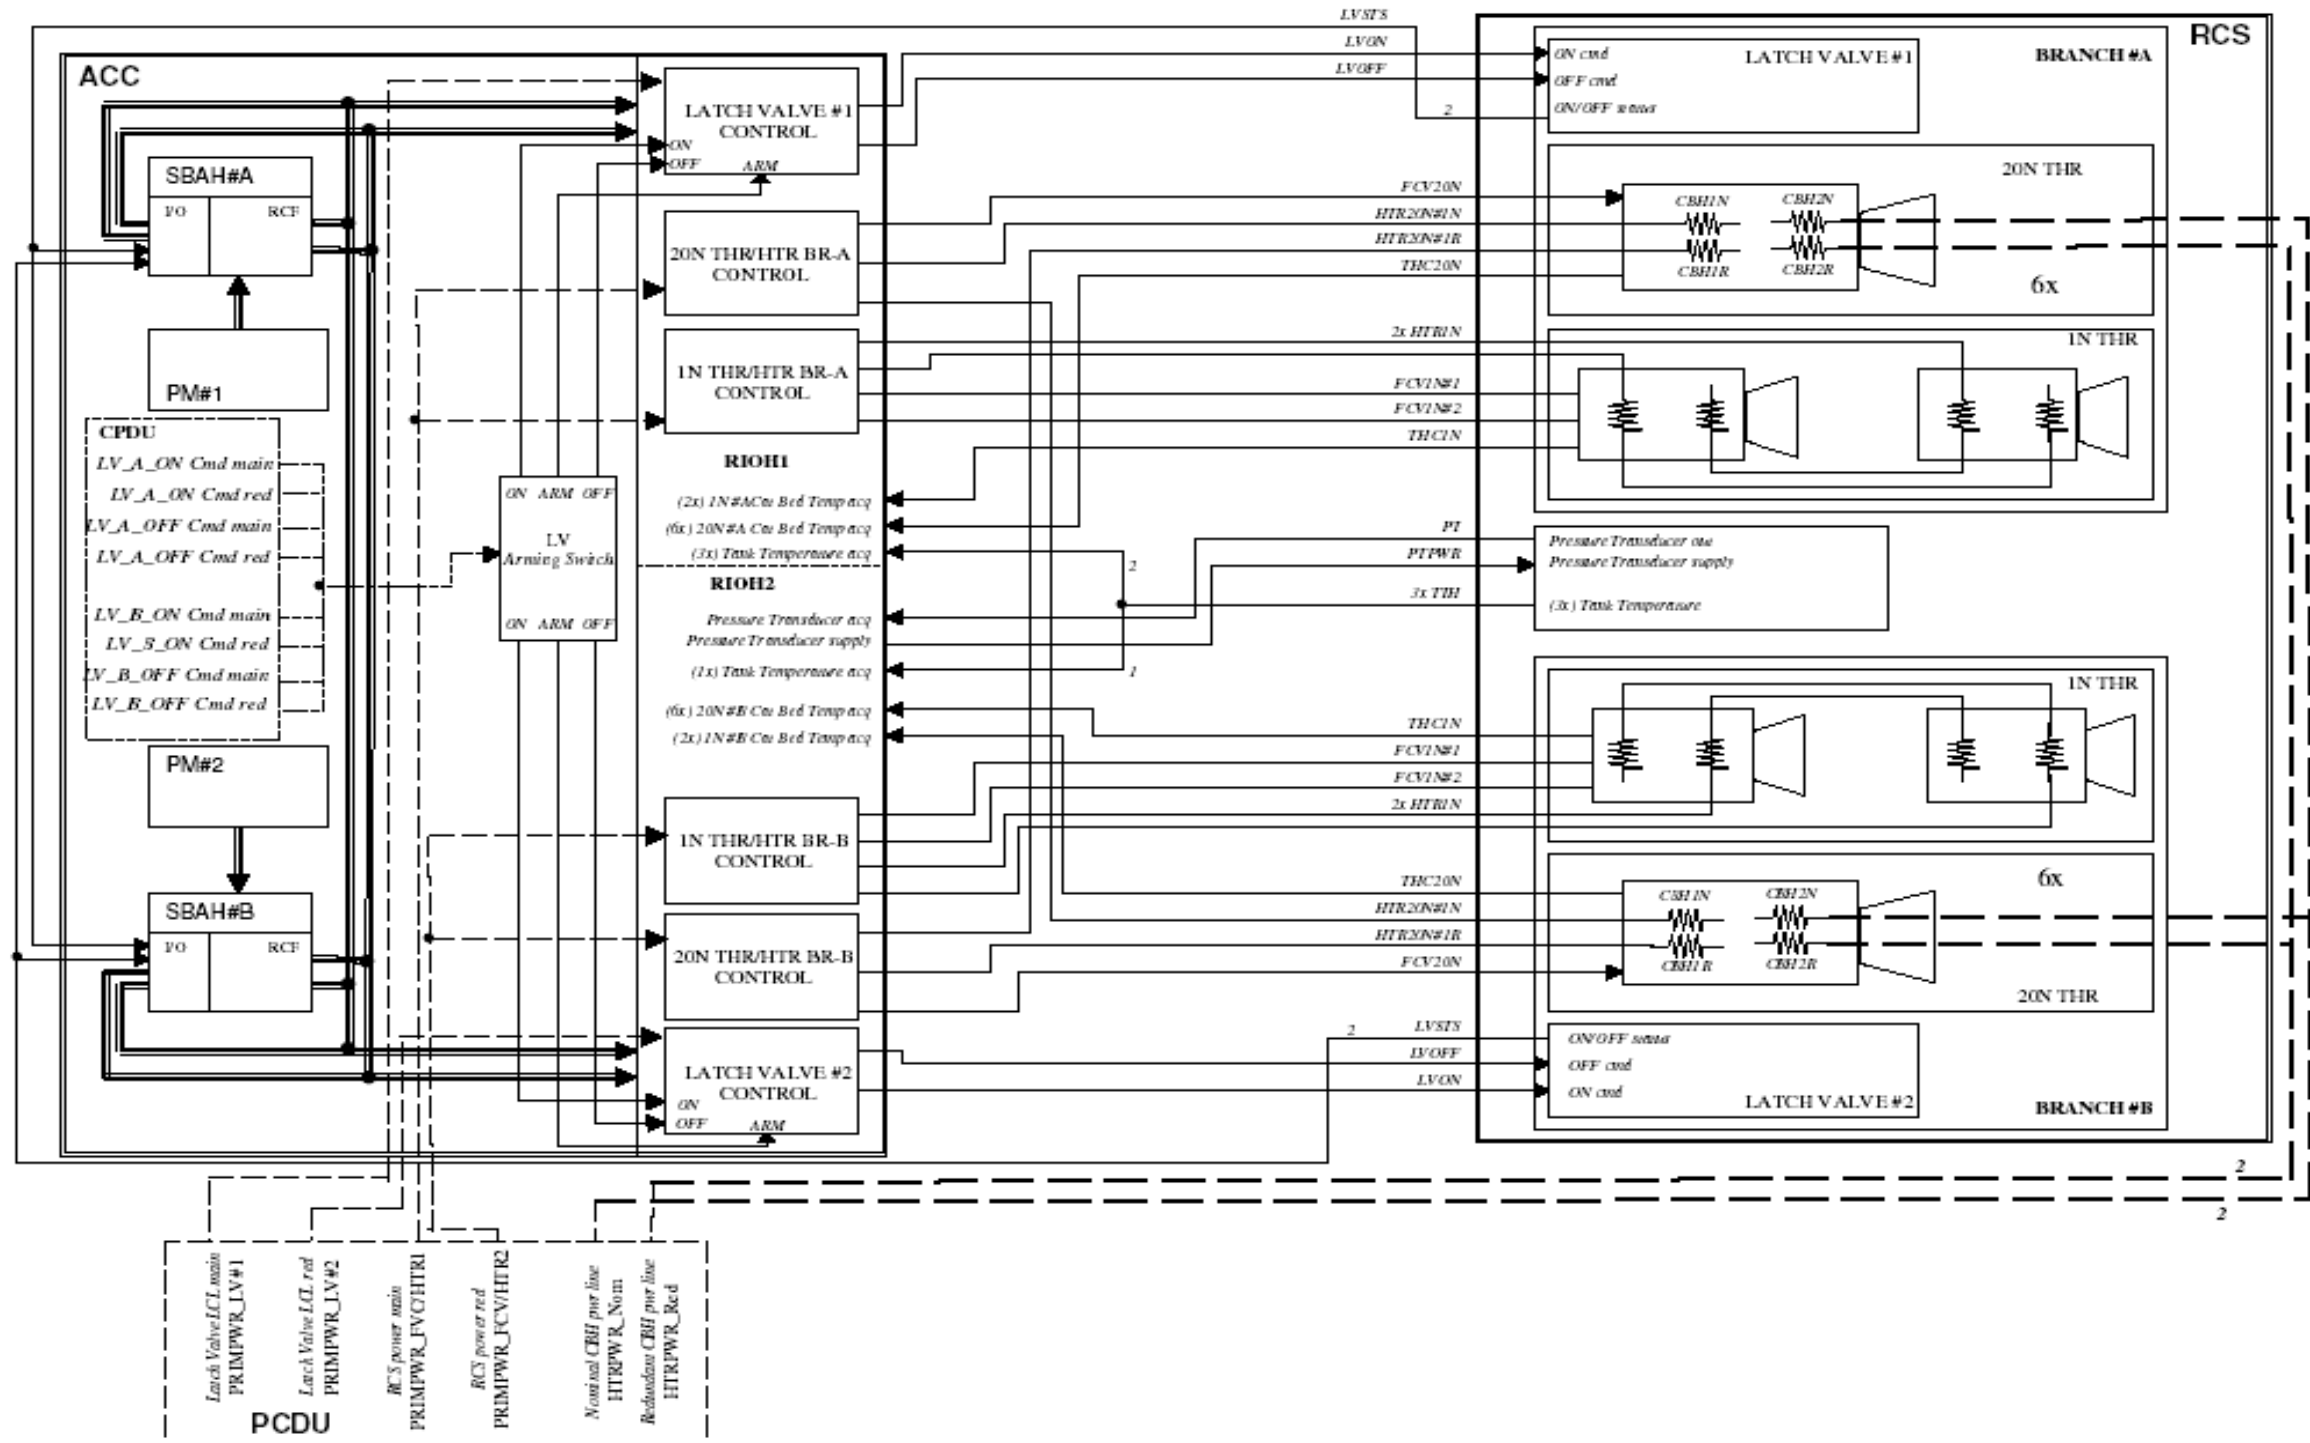 LVSTS
LVON
LVOFF
RCS
ACC
LATCH VALVE #1
CONTROL
ON
OFF
ARM
ON cmd
OFF cmd
ON/OFF status
LATCH VALVE #1
BRANCH #A
2
SBAH#A
I/O
RCF
PM#1
20N THR/HTR BR-A
CONTROL
FCV20N
HTR20N#1N
HTR20N#1R
THC20N
20N THR
CBH1N
CBH2N
CBH1R
CBH2R
6x
1N THR/HTR BR-A
CONTROL
2x HTR1N
FCV1N#1
FCV1N#2
THC1N
1N THR
CPDU
LV_A_ON Cmd main
LV_A_ON Cmd red
LV_A_OFF Cmd main
LV_A_OFF Cmd red
LV_B_ON Cmd main
LV_B_ON Cmd red
LV_B_OFF Cmd main
LV_B_OFF Cmd red
ON ARM OFF
LV
Arming Switch
ON ARM OFF
RIOH1
(2x) 1N#ACat Bed Temp acq
(6x) 20N#A Cat Bed Temp acq
(3x) Tank Temperature acq
RIOH2
Pressure Transducer acq
Pressure Transducer supply
(1x) Tank Temperature acq
(6x) 20N#B Cat Bed Temp acq
(2x) 1N#B Cat Bed Temp acq
2
1
PT
PTPWR
3x TTH
Pressure Transducer out
Pressure Transducer supply
(3x) Tank Temperature
PM#2
SBAH#B
I/O
RCF
1N THR/HTR BR-B
CONTROL
THC1N
FCV1N#1
FCV1N#2
2x HTR1N
1N THR
20N THR/HTR BR-B
CONTROL
THC20N
HTR20N#1N
HTR20N#1R
FCV20N
6x
CBH1N
CBH2N
CBH1R
CBH2R
20N THR
LATCH VALVE #2
CONTROL
ON
OFF
ARM
2
LVSTS
LVOFF
LVON
ON/OFF status
OFF cmd
ON cmd
LATCH VALVE #2
BRANCH #B
2
2
Latch Valve LCL main
PRIMPWR_LV#1
Latch Valve LCL red
PRIMPWR_LV#2
RCS power main
PRIMPWR_FVC/HTR1
RCS power red
PRIMPWR_FCV/HTR2
Nominal CBH pwr line
HTRPWR_Nom
Redundant CBH pwr line
HTRPWR_Red
PCDU